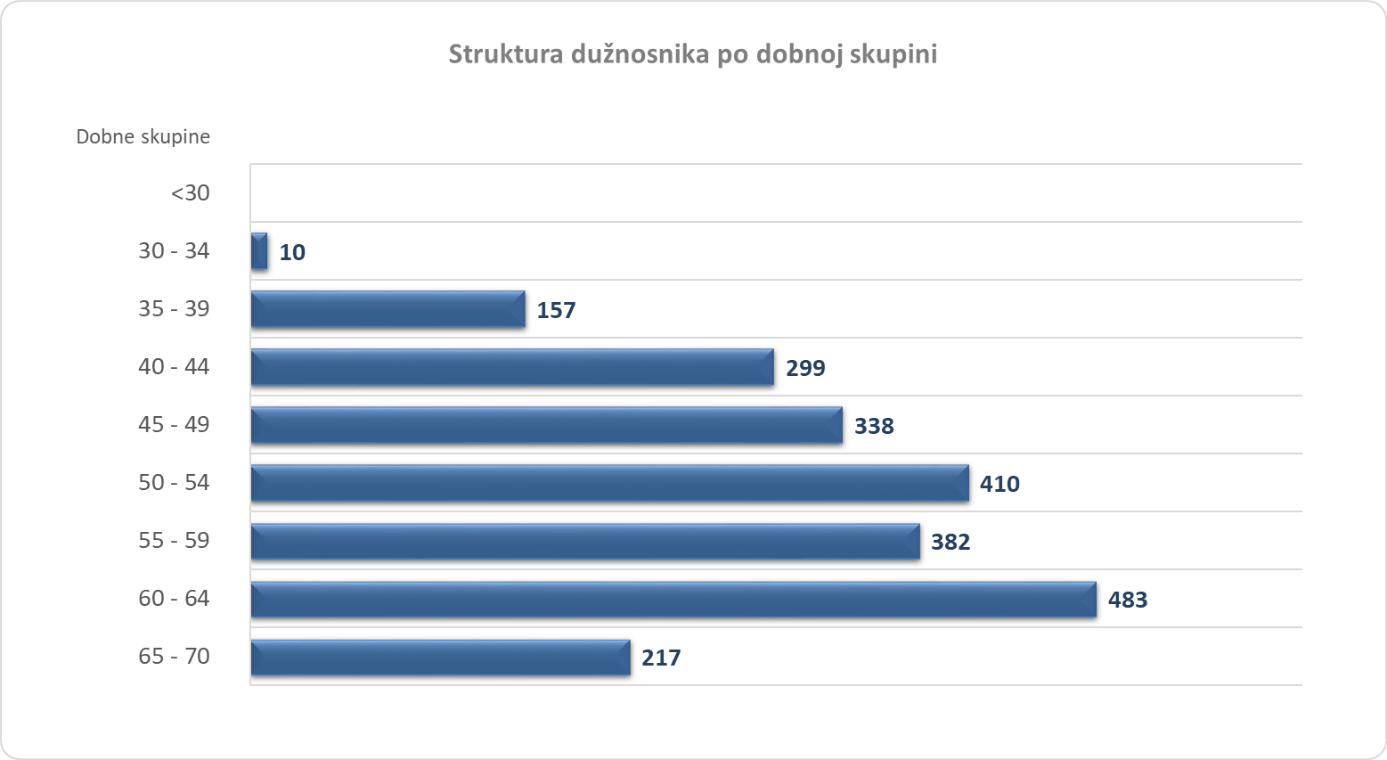 Struktura dužnosnika po dobnoj skupini
Dobne skupine
<30
30 - 34 10
35 - 39 157
40 - 44 299
45 - 49 338
50 - 54 410
55 - 59 382
60 - 64 483
65 - 70 217